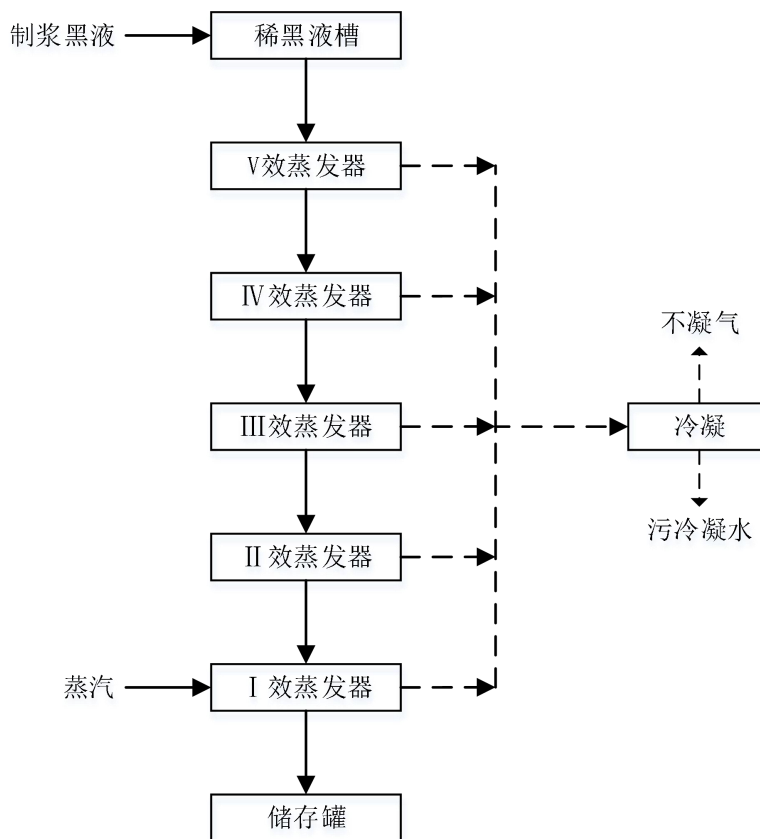 制浆黑液
稀黑液槽
Ⅴ效蒸发器
Ⅳ效蒸发器
不凝气
Ⅲ效蒸发器
冷凝
污冷凝水
Ⅱ效蒸发器
蒸汽
Ⅰ效蒸发器
储存罐